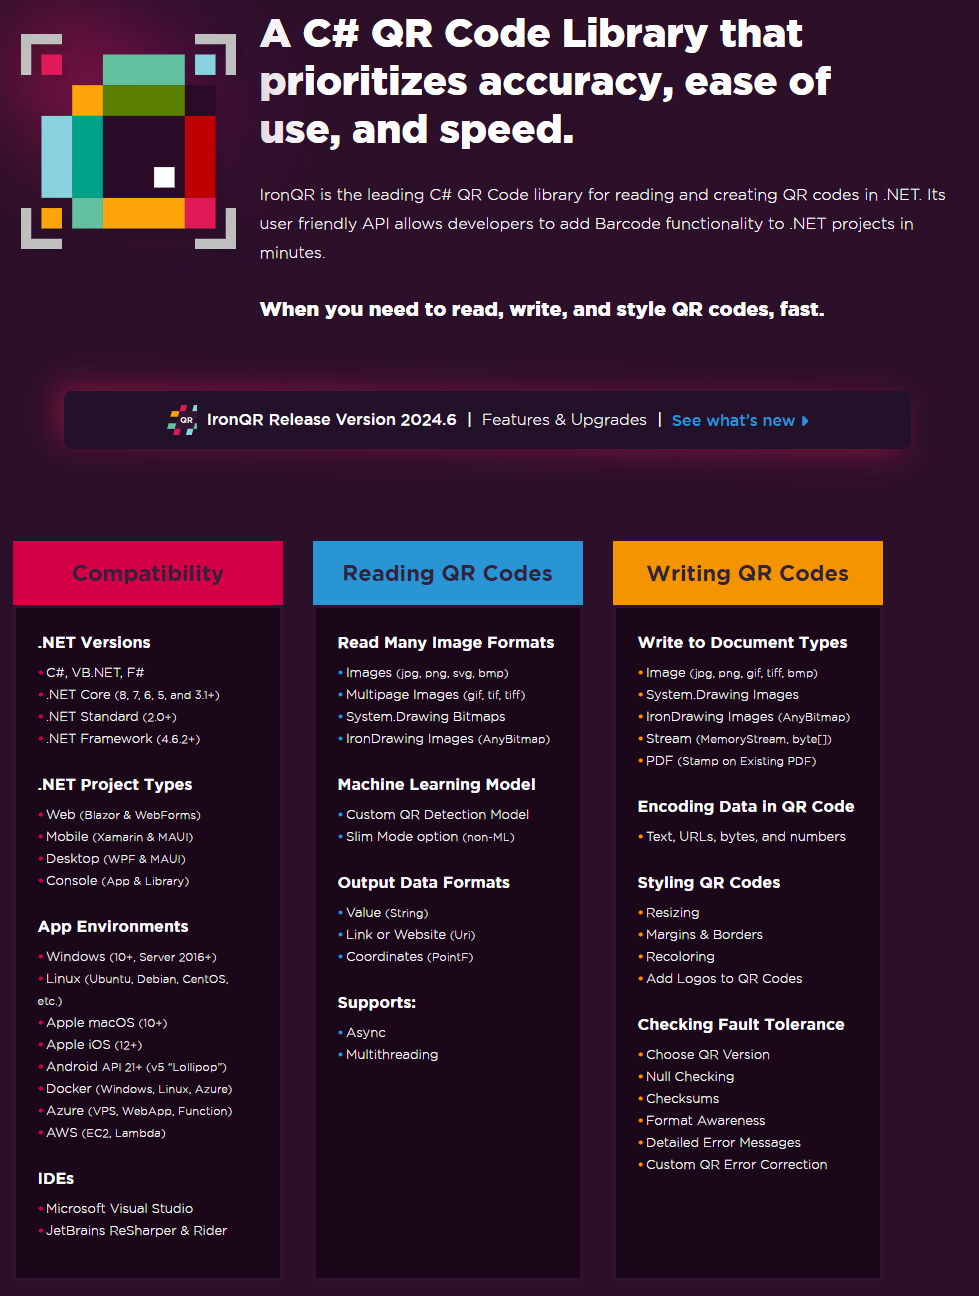 A C# QR Code Library that
prioritizes accuracy, ease of
use, and speed.
IronQR is the leading C# QR Code library for reading and creating QR codes in .NET. Its
user friendly API allows developers to add Barcode functionality to .NET projects in
minutes.
When you need to read, write, and style QR codes, fast.
QR IronQR Release Version 2024.6 | Features & Upgrades | See what's new
Compatibility
.NET Versions
• C#, VB.NET, F#
• .NET Core (8, 7, 6, 5, and 3.1+)
• .NET Standard (2.0+)
• .NET Framework (4.6.2+)
.NET Project Types
• Web (Blazor & WebForms)
• Mobile (Xamarin & MAUI)
• Desktop (WPF & MAUI)
• Console (App & Library)
App Environments
• Windows (10+, Server 2016+)
• Linux (Ubuntu, Debian, CentOS,
etc.)
• Apple macOS (10+)
• Apple iOS (12+)
• Android API 21+ (v5 “Lollipop”)
• Docker (Windows, Linux, Azure)
• Azure (VPS, WebApp, Function)
• AWS (EC2, Lambda)
IDEs
• Microsoft Visual Studio
• JetBrains ReSharper & Rider
Reading QR Codes
Read Many Image Formats
• Images (jpg, png, svg, bmp)
• Multipage Images (gif, tif, tiff)
• System.Drawing Bitmaps
• IronDrawing Images (AnyBitmap)
Machine Learning Model
• Custom QR Detection Model
• Slim Mode option (non-ML)
Output Data Formats
• Value (String)
• Link or Website (Uri)
• Coordinates (PointF)
Supports:
• Async
• Multithreading
Writing QR Codes
Write to Document Types
• Image (jpg, png, gif, tiff, bmp)
• System.Drawing Images
• IronDrawing Images (AnyBitmap)
• Stream (MemoryStream, byte[])
• PDF (Stamp on Existing PDF)
Encoding Data in QR Code
• Text, URLs, bytes, and numbers
Styling QR Codes
• Resizing
• Margins & Borders
• Recoloring
• Add Logos to QR Codes
Checking Fault Tolerance
• Choose QR Version
• Null Checking
• Checksums
• Format Awareness
• Detailed Error Messages
• Custom QR Error Correction